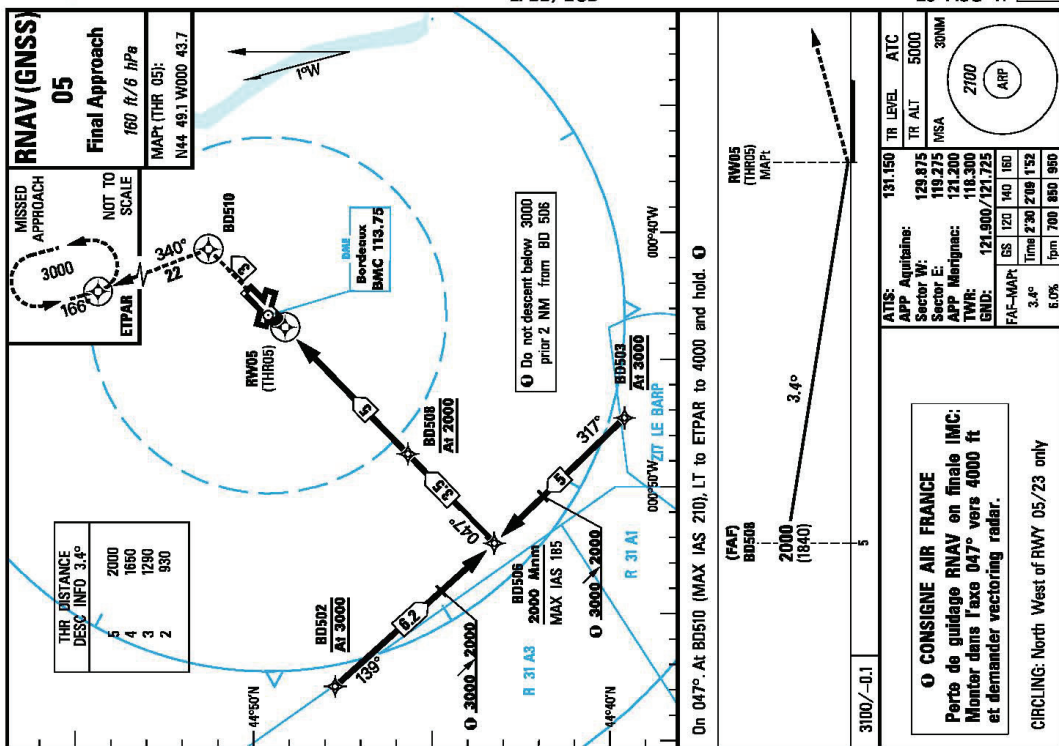 RNAV(GNSS)
05
Final Approach
160 ft/6 hPa
MAPt (THR 05):
N44 49.1 W000 43.7
MISSED
APPROACH
3000
NOT TO
SCALE
166°
ETPAR
340°
22
BD510
3
1°W
RW05
(THR05)
DME
Bordeaux
BMC 113.75
THR DISTANCE
DESC INFO 3.4°
5 2000
4 1650
3 1290
2 930
5
BD508
At 2000
3.5
047°
❶ Do not descent below 3000
prior 2 NM from BD 506
BD502
At 3000
139°
6.2
❶ 3000 2000
BD506
2000 Mnm
MAX IAS 185
❶ 3000 2000
5
317°
BD503
At 3000
ZIT LE BARP
R 31 A3
R 31 A1
44°50'N
44°40'N
000°50'W
000°40'W
On 047°. At BD510 (MAX IAS 210), LT to ETPAR to 4000 and hold. ❶
(FAF)
BD508
2000
(1840)
3.4°
RW05
(THR05)
MAPt
5
3100/-0.1
ATIS: 131.150
APP Aquitaine:
Sector W: 129.875
Sector E: 119.275
APP Merignac: 121.200
TWR: 118.300
GND: 121.900/121.725
TR LEVEL ATC
TR ALT 5000
MSA 30NM
2100
ARP
FAF-MAPt GS 120 140 160
3.4° Time 2'30 2'09 1'52
6.0% fpm 700 850 950
❶ CONSIGNE AIR FRANCE
Perte de guidage RNAV en finale IMC:
Monter dans l'axe 047° vers 4000 ft
et demander vectoring radar.
CIRCLING: North West of RWY 05/23 only